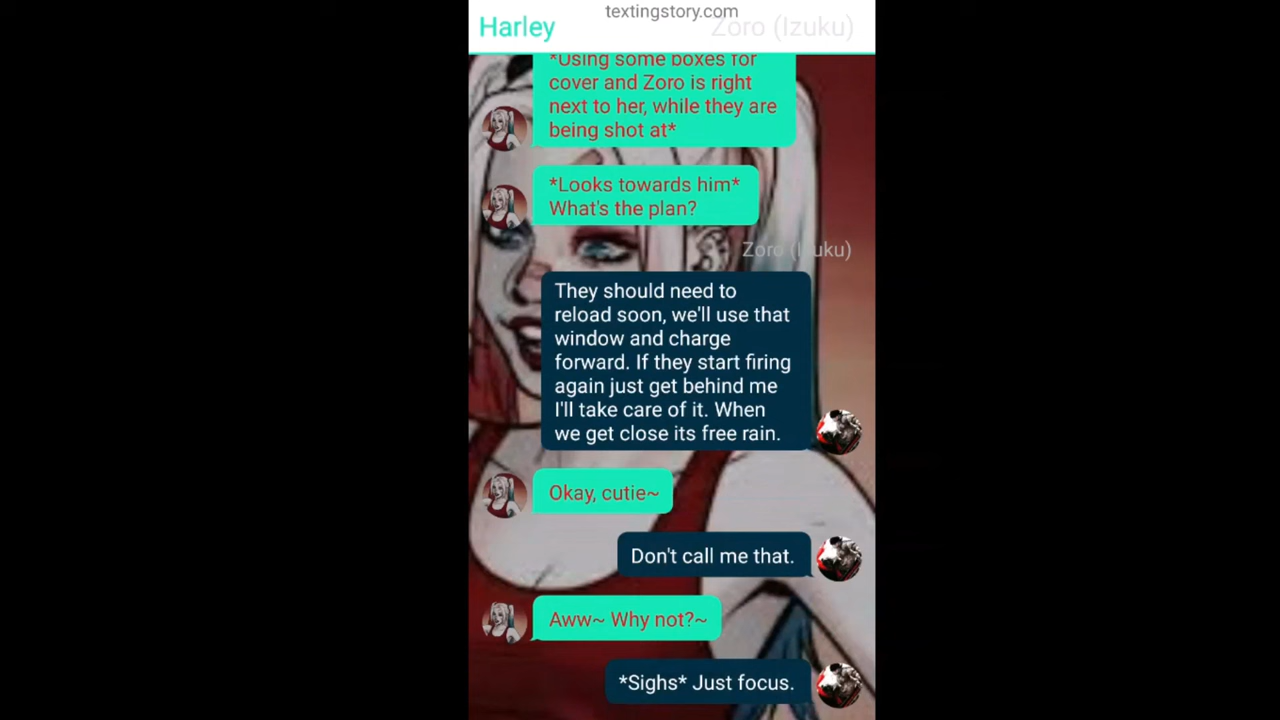 textingstory.com
Harley
Zoro (Izuku)
*Using some boxes for
cover and Zoro is right
next to her, while they are
being shot at*
*Looks towards him*
What's the plan?
Zoro (Izuku)
They should need to
reload soon, we'll use that
window and charge
forward. If they start firing
again just get behind me
I'll take care of it. When
we get close its free rain.
Okay, cutie~
Don't call me that.
Aww~ Why not?~
*Sighs* Just focus.